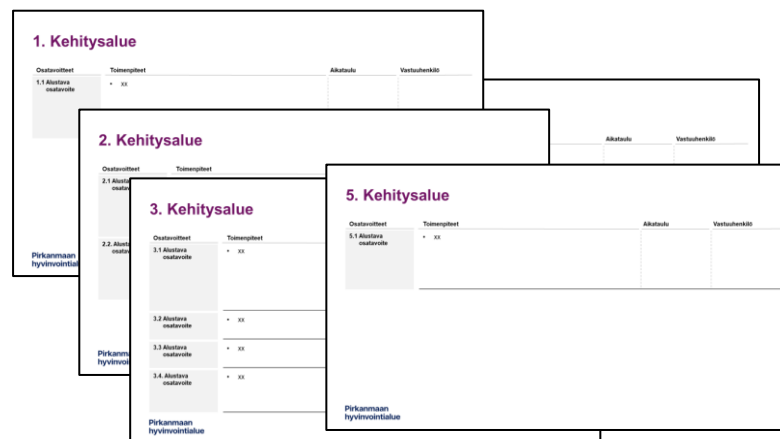 1. Kehitysalue
Osatavoitteet Toimenpiteet Aikataulu Vastuuhenkilö
1.1 Alustava
osatavoite
• xx
Pirkanmaan
Aikataulu Vastuuhenkilö
2. Kehitysalue
Osatavoitteet Toimenpiteet
3. Kehitysalue
Osatavoitteet Toimenpiteet
3.1 Alustava
osatavoite
• xx
3.2 Alustava
osatavoite
• xx
3.3 Alustava
osatavoite
• xx
3.4. Alustava
osatavoite
• xx
Pirkanmaan
hyvinvointialue
5. Kehitysalue
Osatavoitteet Toimenpiteet Aikataulu Vastuuhenkilö
5.1 Alustava
osatavoite
• xx
Pirkanmaan
hyvinvointialue